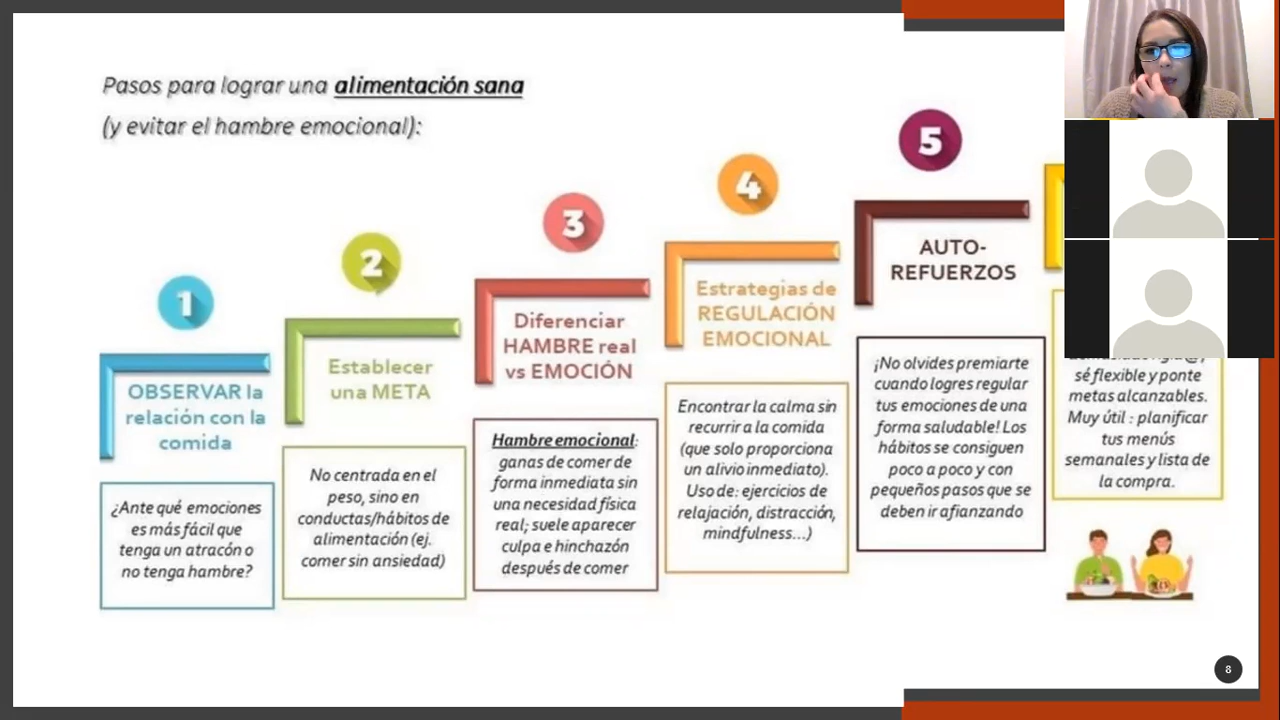 Pasos para lograr una alimentación sana
(y evitar el hambre emocional):
1
OBSERVAR la
relación con la
comida
¿Ante qué emociones
es más fácil que
tenga un atracón o
no tenga hambre?
2
Establecer
una META
No centrada en el
peso, sino en
conductas/hábitos de
alimentación (ej.
comer sin ansiedad)
3
Diferenciar
HAMBRE real
vs EMOCIÓN
Hambre emocional:
ganas de comer de
forma inmediata sin
una necesidad física
real; suele aparecer
culpa e hinchazón
después de comer
4
Estrategias de
REGULACIÓN
EMOCIONAL
Encontrar la calma sin
recurrir a la comida
(que solo proporciona
un alivio inmediato).
Uso de: ejercicios de
relajación, distracción,
mindfulness...)
5
AUTO-
REFUERZOS
¡No olvides premiarte
cuando logres regular
tus emociones de una
forma saludable! Los
hábitos se consiguen
poco a poco y con
pequeños pasos que se
deben ir afianzando
sé flexible y ponte
metas alcanzables.
Muy útil : planificar
tus menús
semanales y lista de
la compra.
8